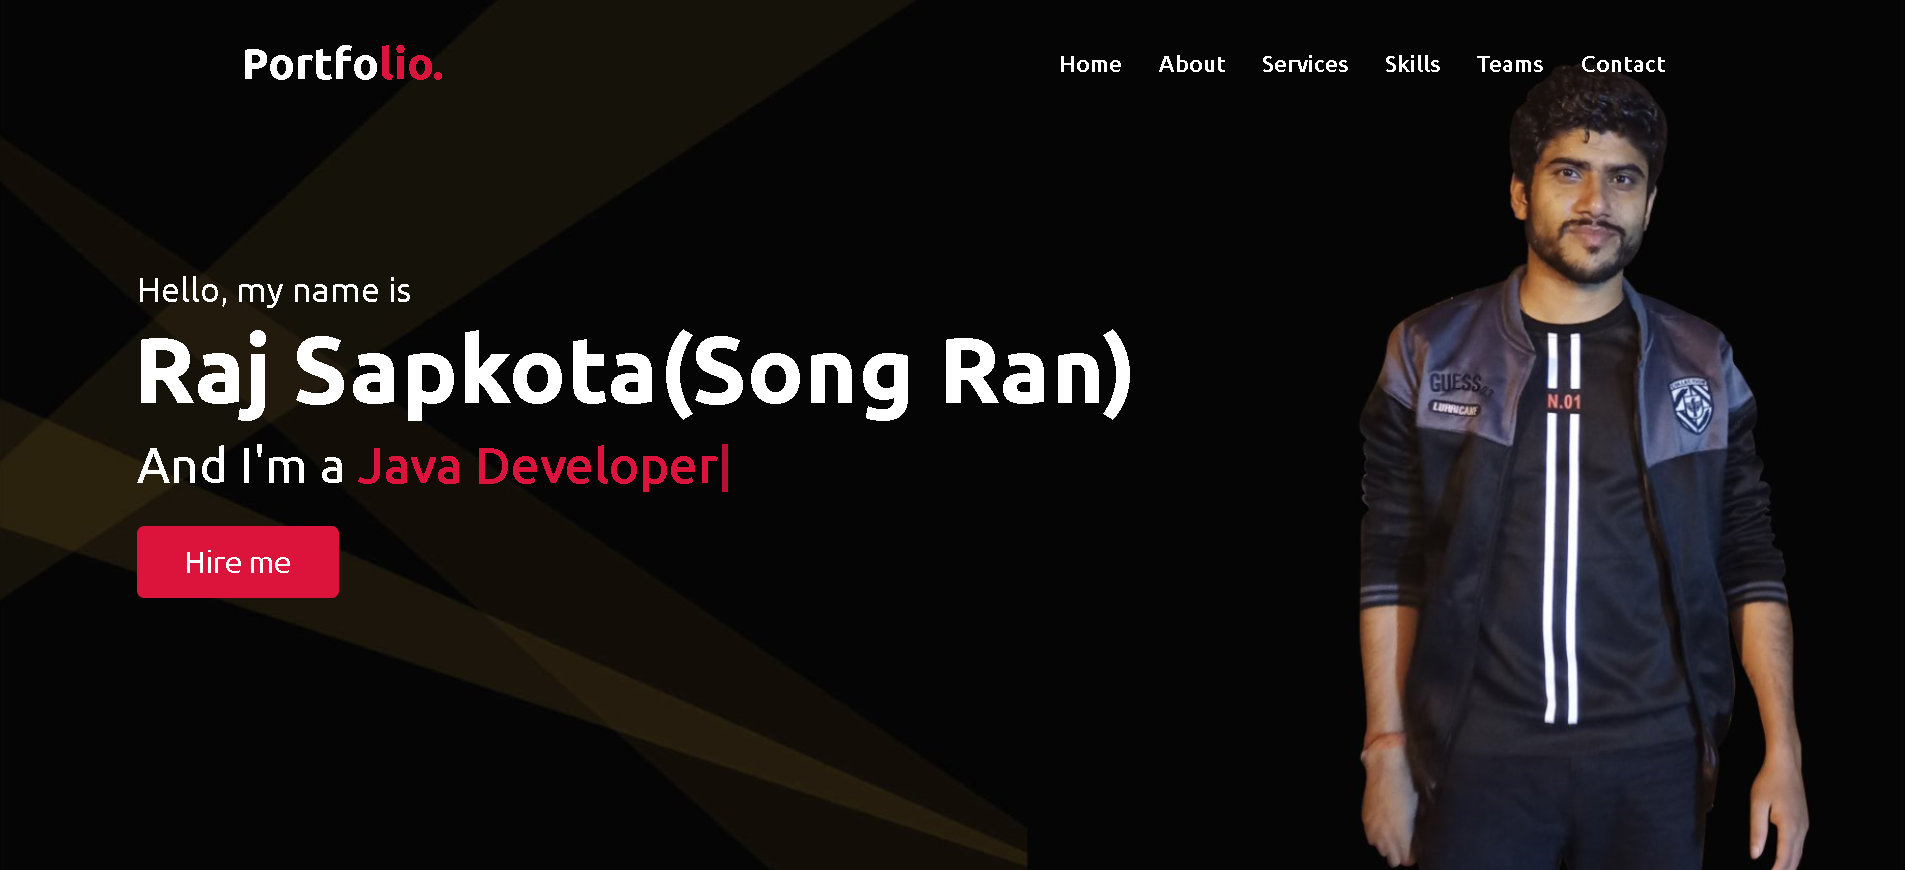 Portfolio.
Home About Services Skills Teams Contact
Hello, my name is
Raj Sapkota(Song Ran)
And I'm a Java Developer|
Hire me
GUESS
LURRICANE
N.01